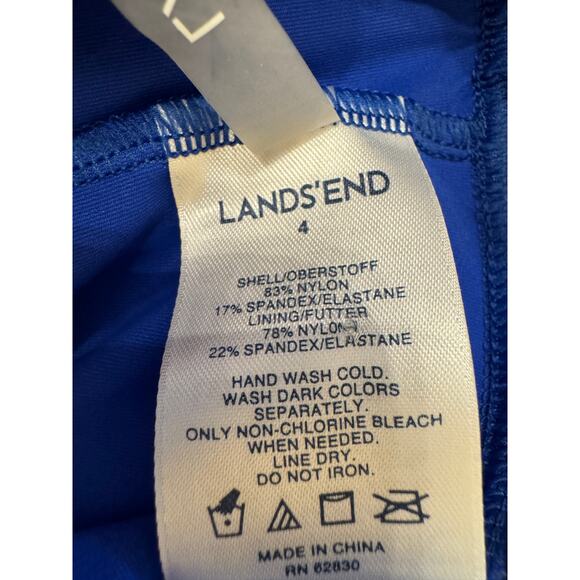 LANDS'END
4
SHELL/OBERSTOFF
83% NYLON
17% SPANDEX/ELASTANE
LINING/FUTTER
78% NYLON
22% SPANDEX/ELASTANE
HAND WASH COLD.
WASH DARK COLORS
SEPARATELY.
ONLY NON-CHLORINE BLEACH
WHEN NEEDED.
LINE DRY.
DO NOT IRON.
MADE IN CHINA
RN 62830